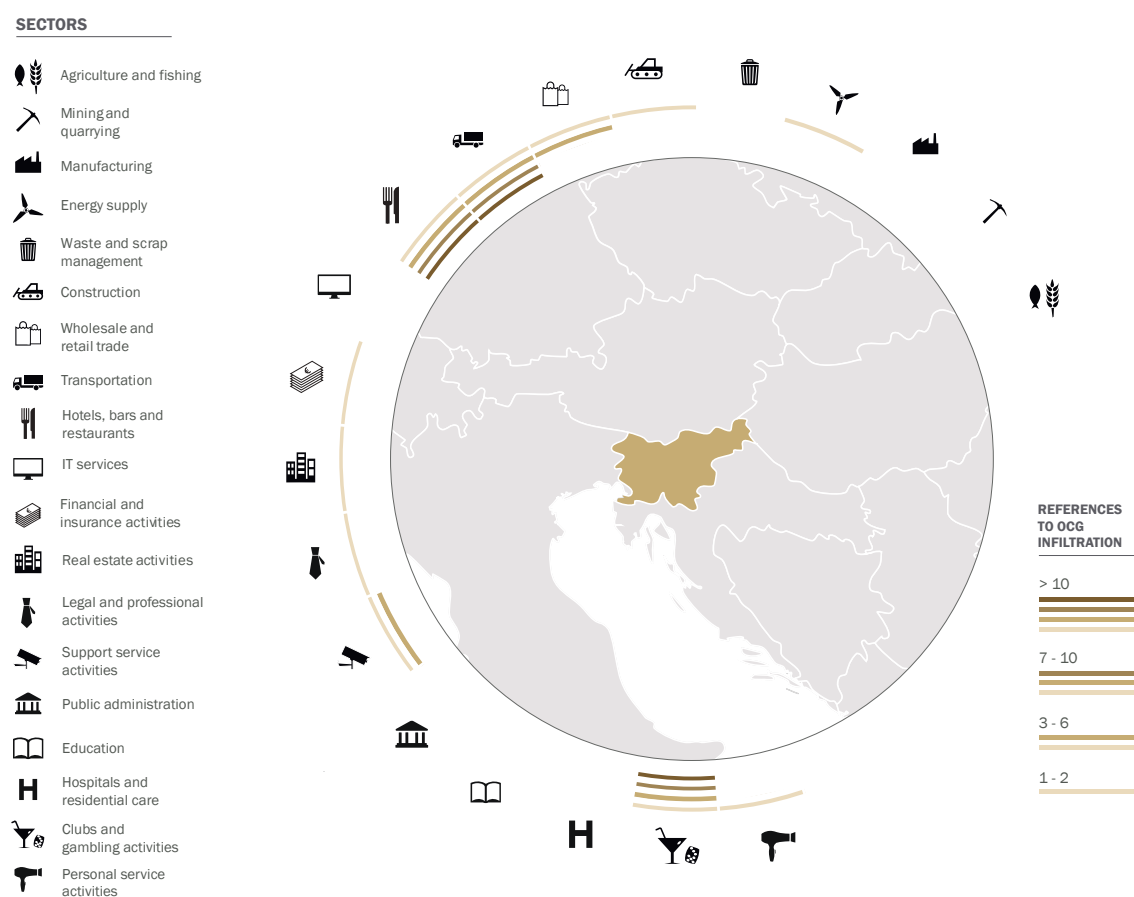 SECTORS
Agriculture and fishing
Mining and
quarrying
Manufacturing
Energy supply
Waste and scrap
management
Construction
Wholesale and
retail trade
Transportation
Hotels, bars and
restaurants
IT services
Financial and
insurance activities
Real estate activities
Legal and professional
activities
Support service
activities
Public administration
Education
H
Hospitals and
residential care
Clubs and
gambling activities
Personal service
activities
H
REFERENCES
TO OCG
INFILTRATION
> 10
7 - 10
3 - 6
1 - 2